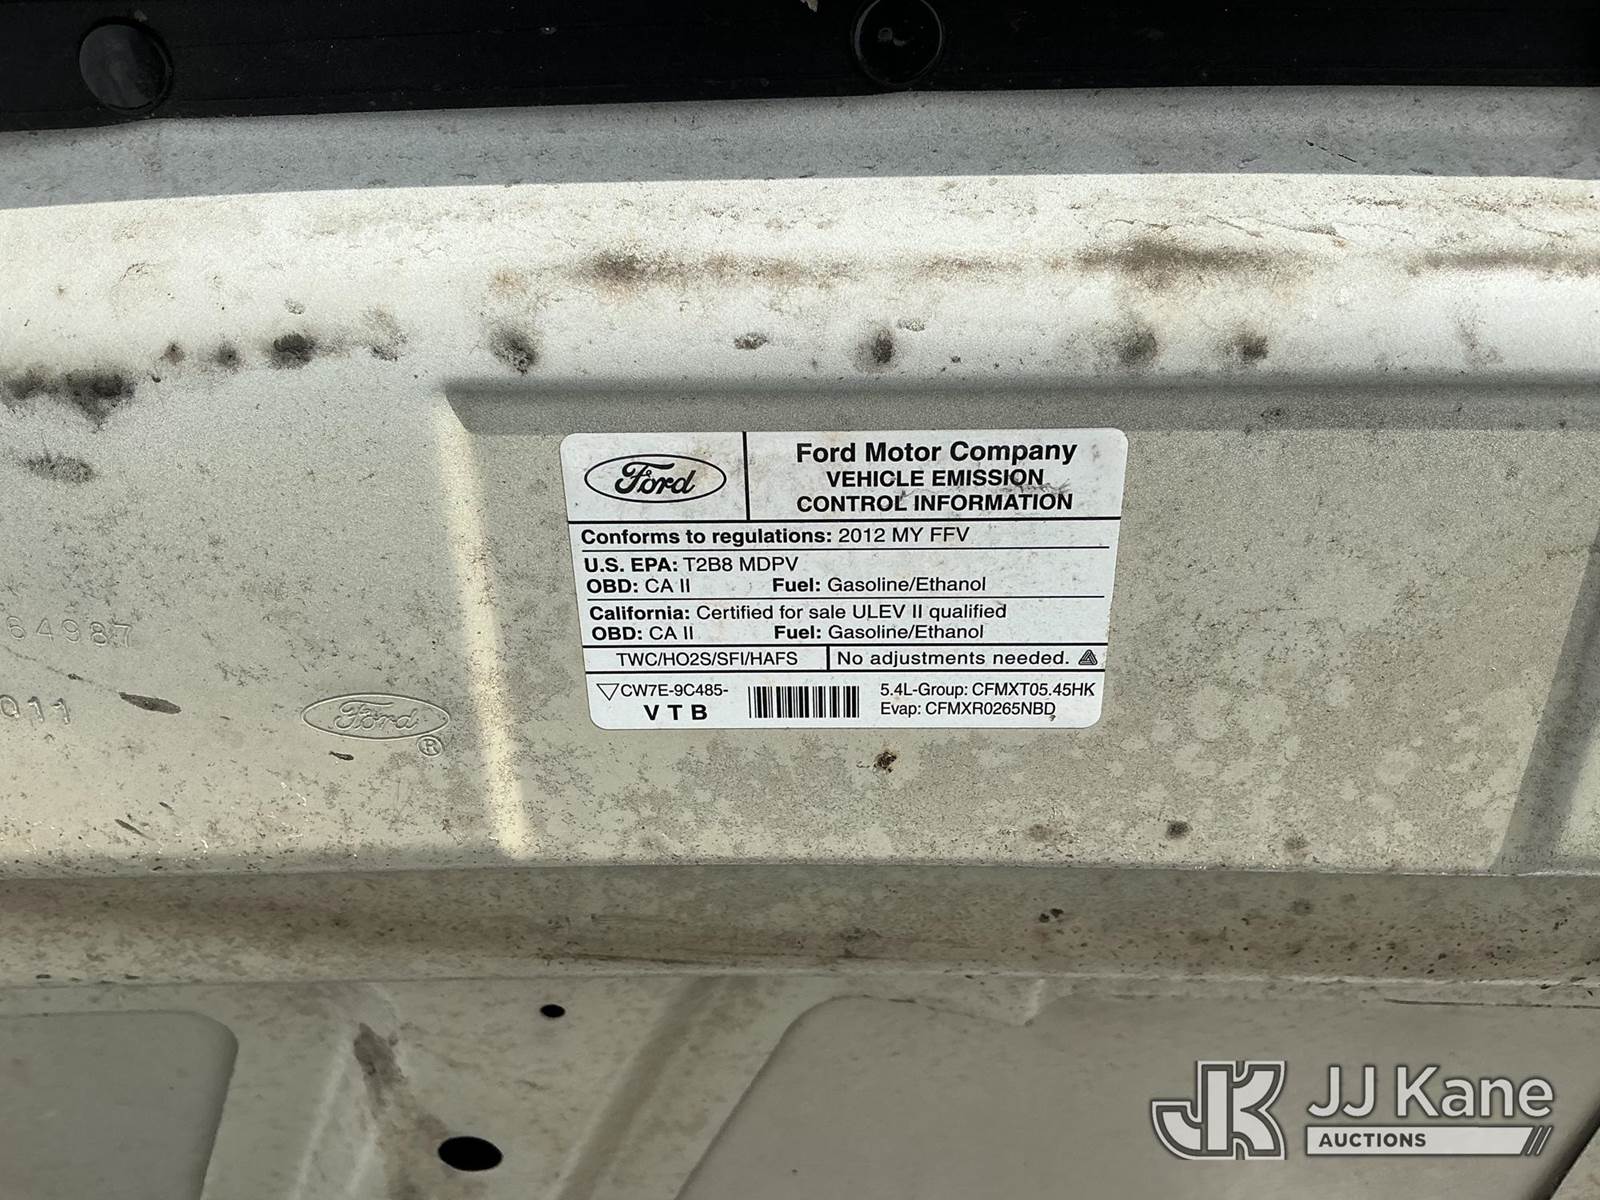 Ford
Ford Motor Company
VEHICLE EMISSION
CONTROL INFORMATION
Conforms to regulations: 2012 MY FFV
U.S. EPA: T2B8 MDPV
OBD: CA II Fuel: Gasoline/Ethanol
California: Certified for sale ULEV II qualified
OBD: CA II Fuel: Gasoline/Ethanol
TWC/HO2S/SFI/HAFS No adjustments needed.
CW7E-9C485-
VTB
5.4L-Group: CFMXT05.45HK
Evap: CFMXR0265NBD
64987
011
Ford
®
JK JJ Kane
AUCTIONS